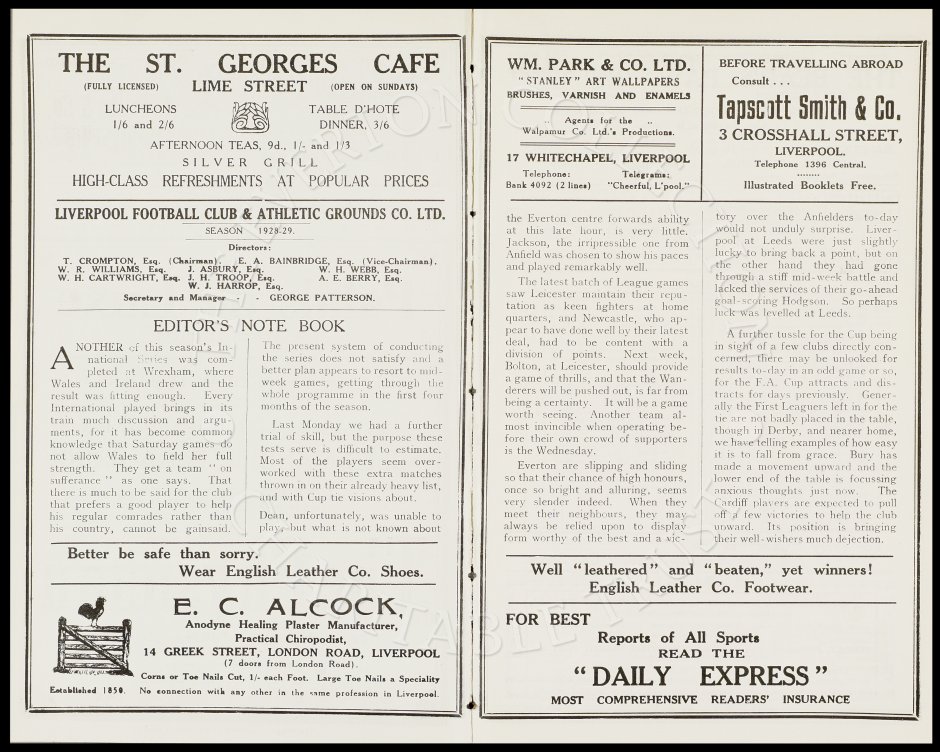 THE ST. GEORGES CAFE
(FULLY LICENSED) LIME STREET (OPEN ON SUNDAYS)
LUNCHEONS
1/6 and 2/6
TABLE D'HOTE
DINNER, 3/6
AFTERNOON TEAS, 9d., 1/- and 1/3
SILVER GRILL
HIGH-CLASS REFRESHMENTS AT POPULAR PRICES
LIVERPOOL FOOTBALL CLUB & ATHLETIC GROUNDS CO. LTD.
SEASON 1928-29.
Directors:
T. CROMPTON, Esq. (Chairman). E. A. BAINBRIDGE, Esq. (Vice-Chairman).
W. R. WILLIAMS, Esq. J. ASBURY, Esq. W. H. WEBB, Esq.
W. H. CARTWRIGHT, Esq. J. H. TROOP, Esq. A. E. BERRY, Esq.
W. J. HARROP, Esq.
Secretary and Manager - - GEORGE PATTERSON.
EDITOR'S NOTE BOOK
ANOTHER of this season's In-
national Series was com-
pleted at Wrexham, where
Wales and Ireland drew and the
result was fitting enough. Every
International played brings in its
train much discussion and argu-
ments, for it has become common
knowledge that Saturday games do
not allow Wales to field her full
strength. They get a team "on
sufferance" as one says. That
there is much to be said for the club
that prefers a good player to help
his regular comrades rather than
his country, cannot be gainsaid.
The present system of conducting
the series does not satisfy and a
better plan appears to resort to mid-
week games, getting through the
whole programme in the first four
months of the season.
Last Monday we had a further
trial of skill, but the purpose these
tests serve is difficult to estimate.
Most of the players seem over-
worked with these extra matches
thrown in on their already heavy list,
and with Cup tie visions about.
Dean, unfortunately, was unable to
play, but what is not known about
Better be safe than sorry.
Wear English Leather Co. Shoes.
E. C. ALCOCK,
Anodyne Healing Plaster Manufacturer,
Practical Chiropodist,
14 GREEK STREET, LONDON ROAD, LIVERPOOL
(7 doors from London Road).
Corns or Toe Nails Cut, 1/- each Foot. Large Toe Nails a Speciality
Established 1850. No connection with any other in the same profession in Liverpool.
WM. PARK & CO. LTD.
"STANLEY" ART WALLPAPERS
BRUSHES, VARNISH AND ENAMELS
.. Agents for the ..
Walpamur Co. Ltd.'s Productions.
17 WHITECHAPEL, LIVERPOOL
Telephone: Telegrams:
Bank 4092 (2 lines) "Cheerful, L'pool."
BEFORE TRAVELLING ABROAD
Consult . . .
Tapscott Smith & Co.
3 CROSSHALL STREET,
LIVERPOOL.
Telephone 1396 Central.
Illustrated Booklets Free.
the Everton centre forwards ability
at this late hour, is very little.
Jackson, the irripressible one from
Anfield was chosen to show his paces
and played remarkably well.
The latest batch of League games
saw Leicester maintain their repu-
tation as keen fighters at home
quarters, and Newcastle, who ap-
pear to have done well by their latest
deal, had to be content with a
division of points. Next week,
Bolton, at Leicester, should provide
a game of thrills, and that the Wan-
derers will be pushed out, is far from
being a certainty. It will be a game
worth seeing. Another team al-
most invincible when operating be-
fore their own crowd of supporters
is the Wednesday.
Everton are slipping and sliding
so that their chance of high honours,
once so bright and alluring, seems
very slender indeed. When they
meet their neighbours, they may
always be relied upon to display
form worthy of the best and a vic-
tory over the Anfielders to-day
would not unduly surprise. Liver-
pool at Leeds were just slightly
lucky to bring back a point, but on
the other hand they had gone
through a stiff mid-week battle and
lacked the services of their go-ahead
goal-scoring Hodgson. So perhaps
luck was levelled at Leeds.
A further tussle for the Cup being
in sight of a few clubs directly con-
cerned, there may be unlooked for
results to-day in an odd game or so,
for the F.A. Cup attracts and dis-
tracts for days previously. Gener-
ally the First Leagners left in for the
tie are not badly placed in the table,
though in Derby, and nearer home,
we have telling examples of how easy
it is to fall from grace. Bury has
made a movement upward and the
lower end of the table is focussing
anxious thoughts just now. The
Cardiff players are expected to pull
off a few victories to help the club
upward. Its position is bringing
their well-wishers much dejection.
Well "leathered" and "beaten," yet winners!
English Leather Co. Footwear.
FOR BEST
Reports of All Sports
READ THE
"DAILY EXPRESS"
MOST COMPREHENSIVE READERS' INSURANCE
EVERTON COLLECTION
CHARITABLE TRUST